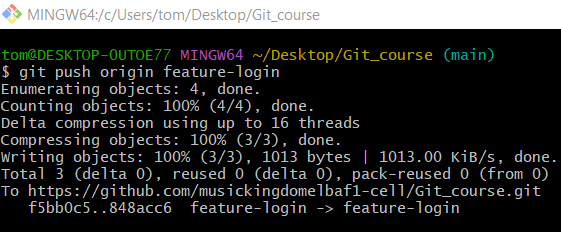 MINGW64:/c/Users/tom/Desktop/Git_course
tom@DESKTOP-OUTOE77 MINGW64 ~/Desktop/Git_course (main)
$ git push origin feature-login
Enumerating objects: 4, done.
Counting objects: 100% (4/4), done.
Delta compression using up to 16 threads
Compressing objects: 100% (3/3), done.
Writing objects: 100% (3/3), 1013 bytes | 1013.00 KiB/s, done.
Total 3 (delta 0), reused 0 (delta 0), pack-reused 0 (from 0)
To https://github.com/musickingdomelbaf1-cell/Git_course.git
   f5bb0c5..848acc6  feature-login -> feature-login